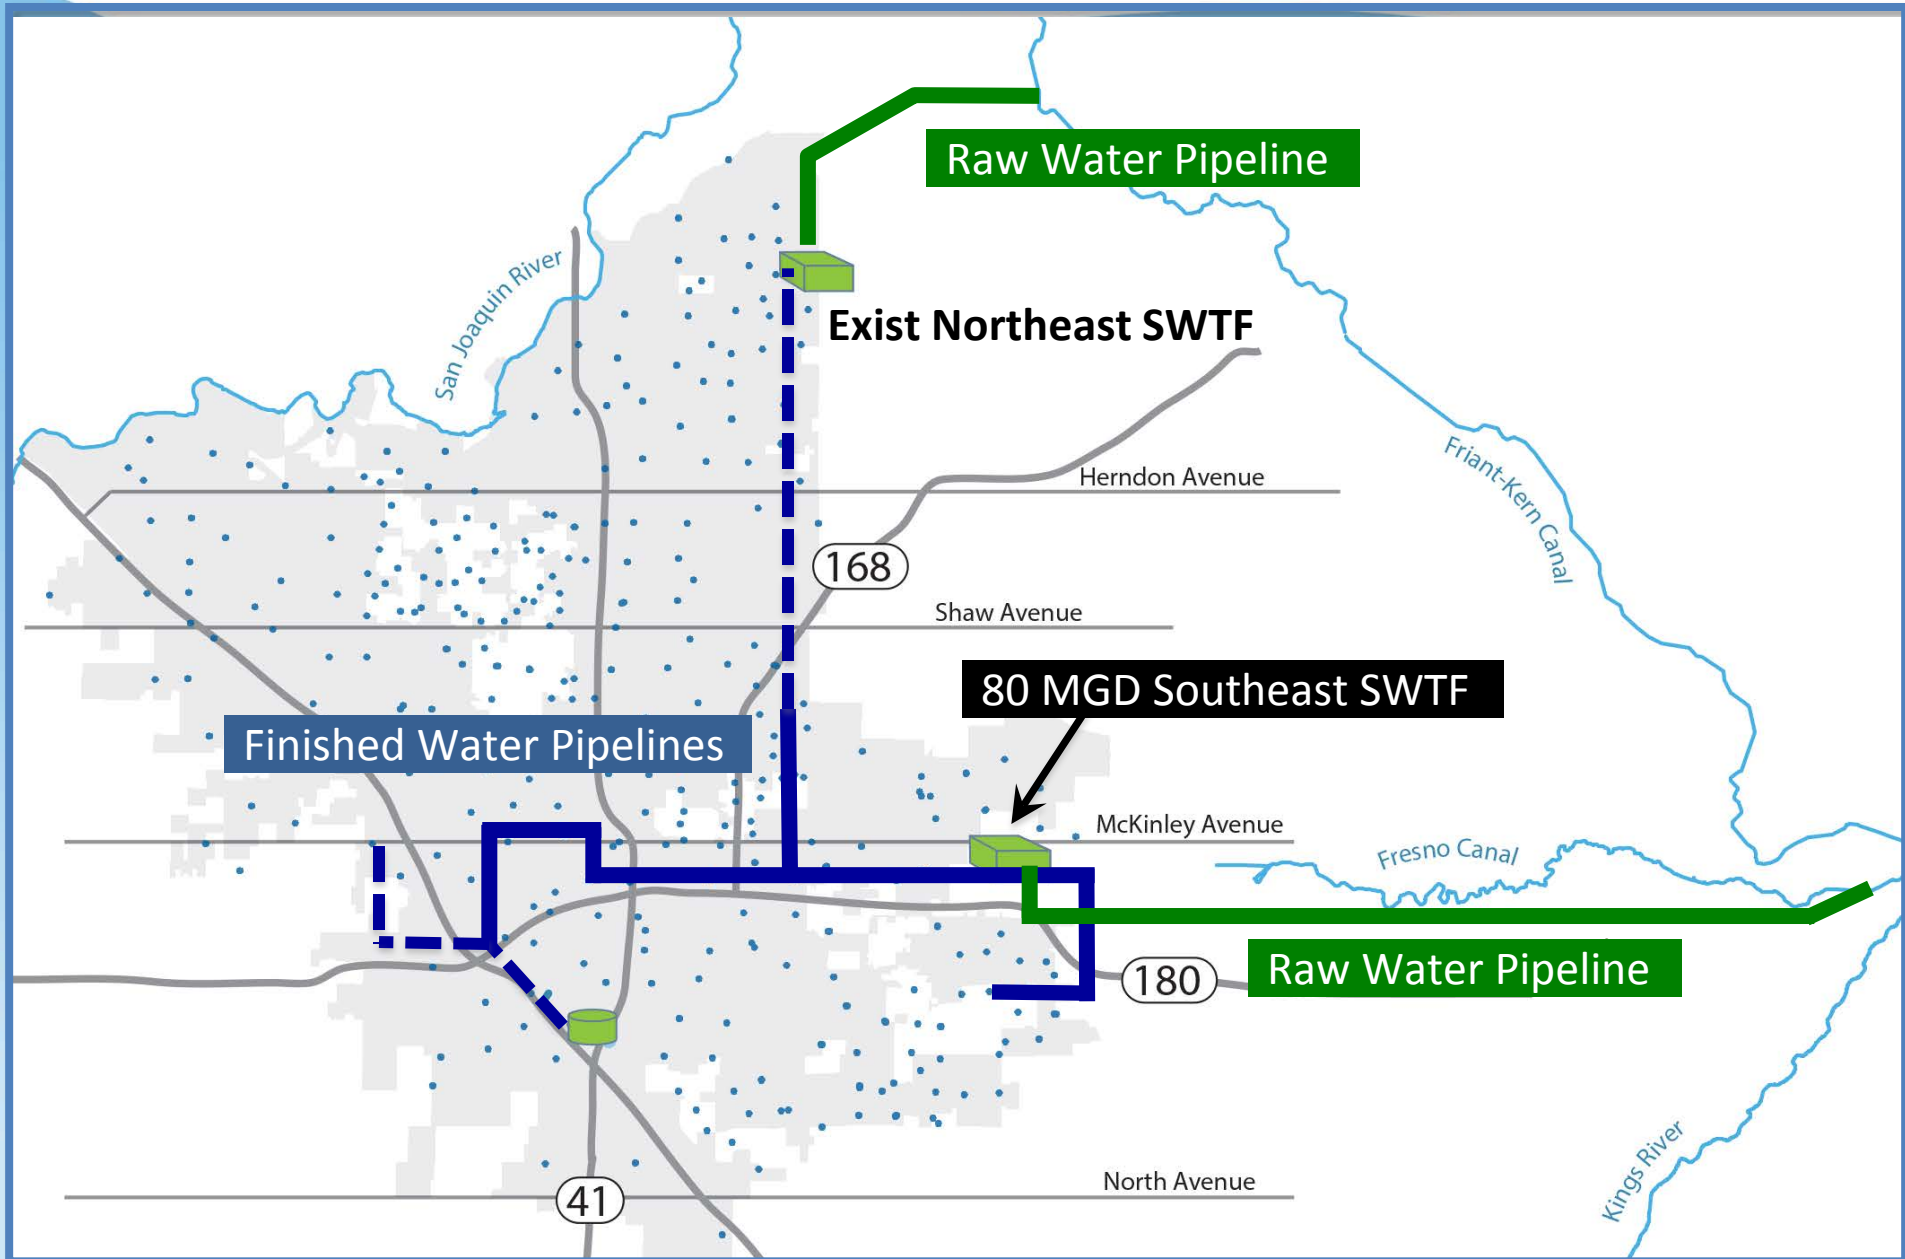 Raw Water Pipeline
San Joaquin River
Exist Northeast SWTF
Friant-Kern Canal
Herndon Avenue
168
Shaw Avenue
80 MGD Southeast SWTF
Finished Water Pipelines
McKinley Avenue
Fresno Canal
Raw Water Pipeline
180
Kings River
North Avenue
41